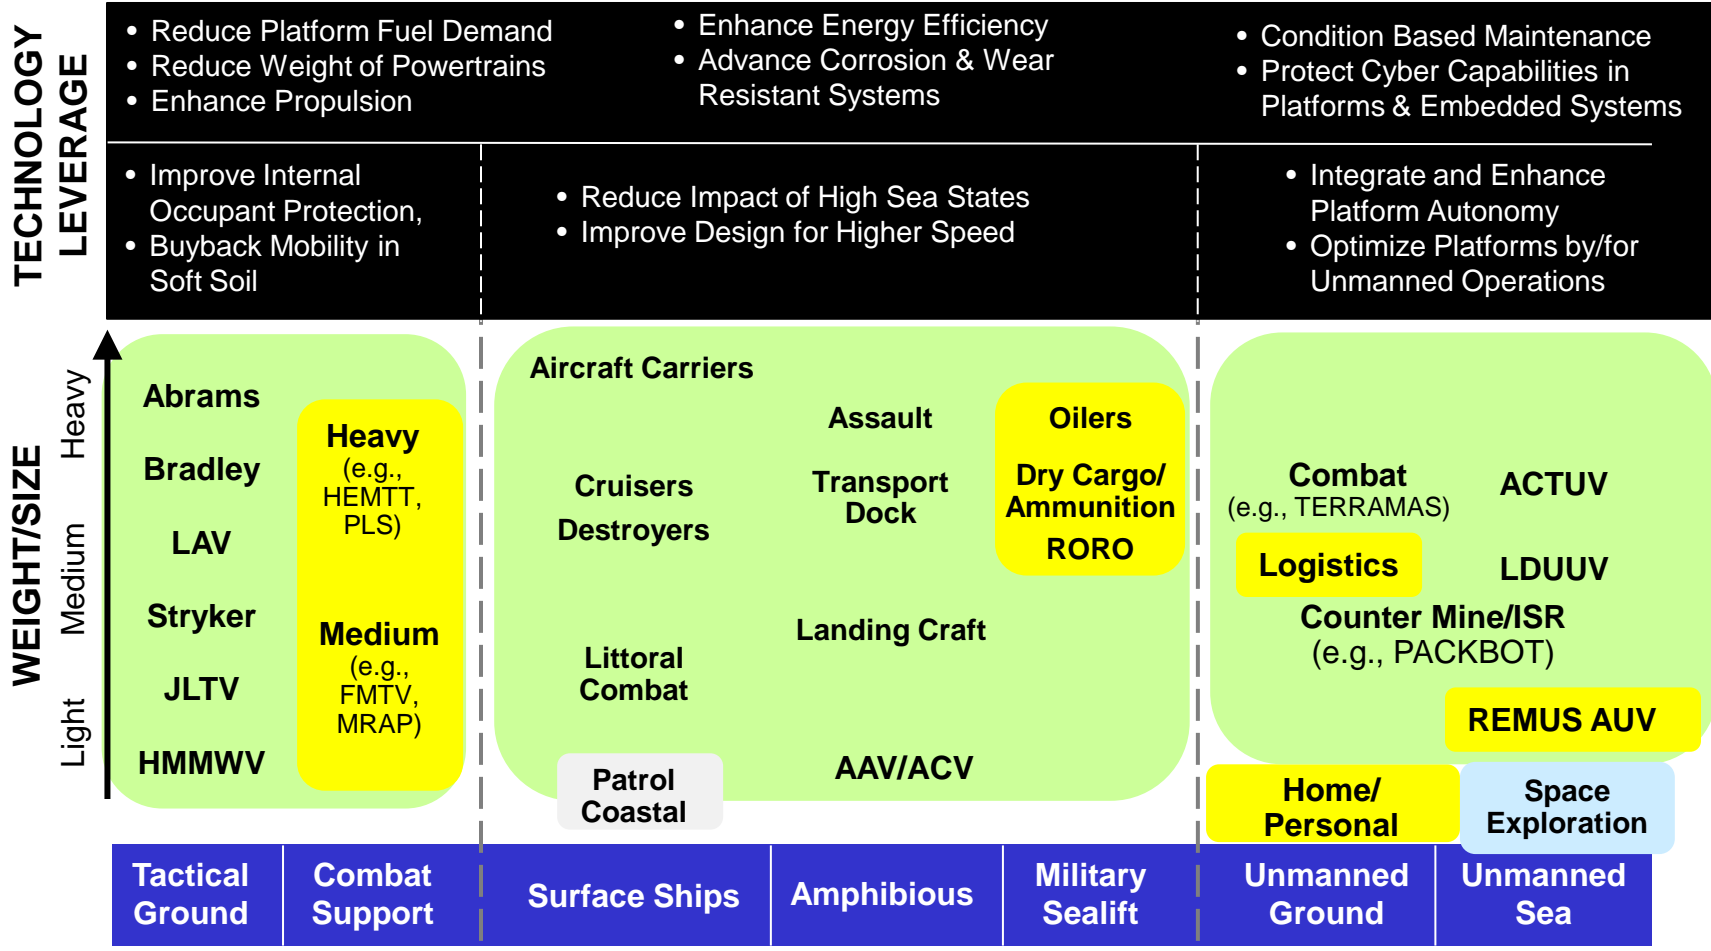 TECHNOLOGY
LEVERAGE
• Reduce Platform Fuel Demand
• Reduce Weight of Powertrains
• Enhance Propulsion
• Enhance Energy Efficiency
• Advance Corrosion & Wear
Resistant Systems
• Condition Based Maintenance
• Protect Cyber Capabilities in
Platforms & Embedded Systems
• Improve Internal
Occupant Protection,
• Buyback Mobility in
Soft Soil
• Reduce Impact of High Sea States
• Improve Design for Higher Speed
• Integrate and Enhance
Platform Autonomy
• Optimize Platforms by/for
Unmanned Operations
WEIGHT/SIZE
Heavy
Medium
Light
Abrams
Bradley
LAV
Stryker
JLTV
HMMWV
Heavy
(e.g.,
HEMTT,
PLS)
Medium
(e.g.,
FMTV,
MRAP)
Aircraft Carriers
Cruisers
Destroyers
Littoral
Combat
Patrol
Coastal
Assault
Transport
Dock
Landing Craft
AAV/ACV
Oilers
Dry Cargo/
Ammunition
RORO
Combat
(e.g., TERRAMAS)
Logistics
Counter Mine/ISR
(e.g., PACKBOT)
Home/
Personal
ACTUV
LDUUV
REMUS AUV
Space
Exploration
Tactical
Ground
Combat
Support
Surface Ships
Amphibious
Military
Sealift
Unmanned
Ground
Unmanned
Sea